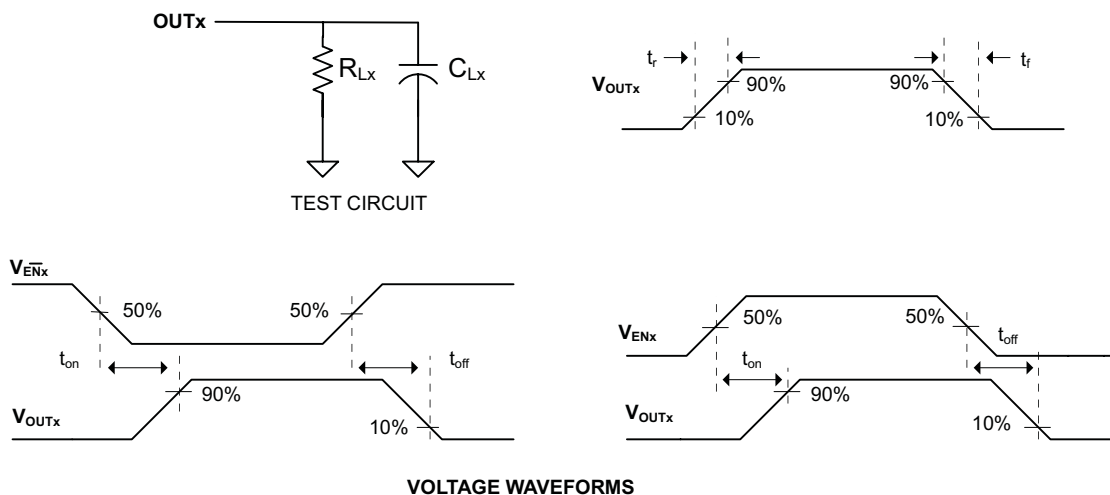 OUTx
RLx
CLx
TEST CIRCUIT
tr
tf
VOUTx
90%
90%
10%
10%
VEN̅x
50%
50%
ton
toff
VOUTx
90%
10%
VENx
50%
50%
ton
toff
VOUTx
90%
10%
VOLTAGE WAVEFORMS